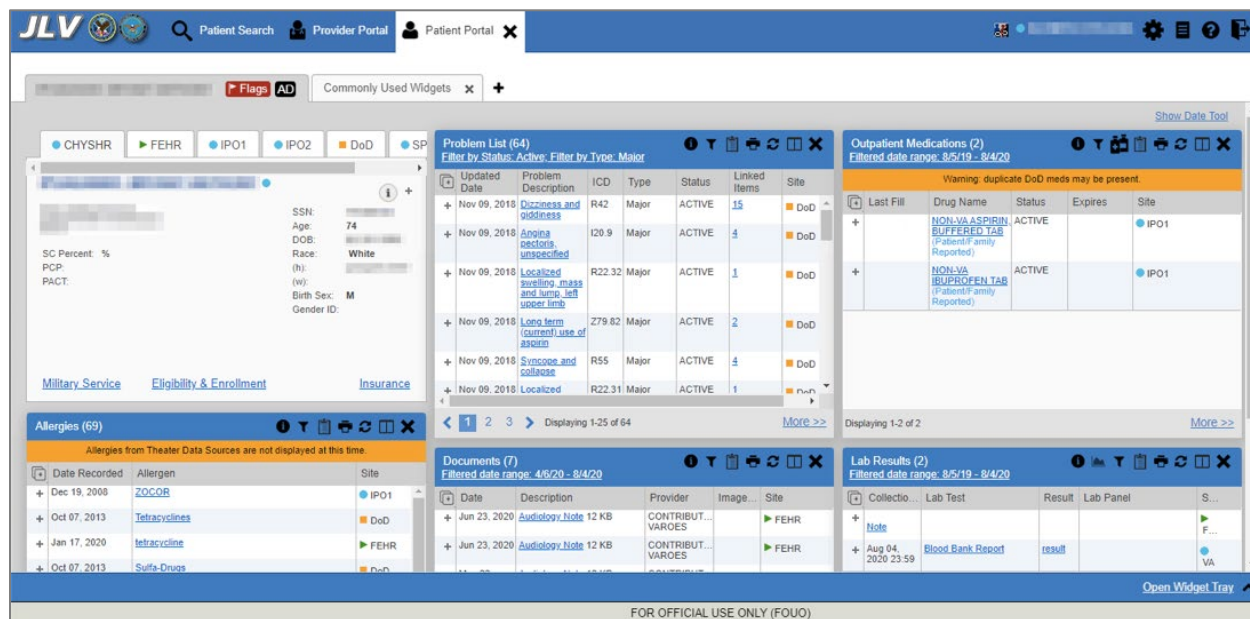 JLV Patient Search Provider Portal Patient Portal
Flags AD Commonly Used Widgets x +
Show Date Tool
CHYSHR FEHR IPO1 IPO2 DoD SP
SSN:
Age: 74
DOB:
SC Percent: % Race: White
PCP: (h):
PACT: (w):
Birth Sex: M
Gender ID:
Military Service Eligibility & Enrollment Insurance
Problem List (64)
Filter by Status: Active; Filter by Type: Major
Updated Date Problem Description ICD Type Status Linked Items Site
+ Nov 09, 2018 Dizziness and giddiness R42 Major ACTIVE 15 DoD
+ Nov 09, 2018 Angina pectoris, unspecified I20.9 Major ACTIVE 4 DoD
+ Nov 09, 2018 Localized swelling, mass and lump, left upper limb R22.32 Major ACTIVE 1 DoD
+ Nov 09, 2018 Long term (current) use of aspirin Z79.82 Major ACTIVE 2 DoD
+ Nov 09, 2018 Syncope and collapse R55 Major ACTIVE 4 DoD
+ Nov 09, 2018 Localized R22.31 Major ACTIVE 1 DoD
1 2 3 Displaying 1-25 of 64 More >>
Outpatient Medications (2)
Filtered date range: 8/5/19 - 8/4/20
Warning: duplicate DoD meds may be present.
Last Fill Drug Name Status Expires Site
+ NON-VA ASPIRIN, BUFFERED TAB (Patient/Family Reported) ACTIVE IPO1
+ NON-VA IBUPROFEN TAB (Patient/Family Reported) ACTIVE IPO1
Displaying 1-2 of 2 More >>
Allergies (69)
Allergies from Theater Data Sources are not displayed at this time.
Date Recorded Allergen Site
+ Dec 19, 2008 ZOCOR IPO1
+ Oct 07, 2013 Tetracyclines DoD
+ Jan 17, 2020 tetracycline FEHR
+ Oct 07, 2013 Sulfa-Drugs DoD
Documents (7)
Filtered date range: 4/6/20 - 8/4/20
Date Description Provider Image... Site
+ Jun 23, 2020 Audiology Note 12 KB CONTRIBUT... VAROES FEHR
+ Jun 23, 2020 Audiology Note 12 KB CONTRIBUT... VAROES FEHR
Lab Results (2)
Filtered date range: 8/5/19 - 8/4/20
Collectio... Lab Test Result Lab Panel S...
+ Note F...
+ Aug 04, 2020 23:59 Blood Bank Report result VA
Open Widget Tray
FOR OFFICIAL USE ONLY (FOUO)